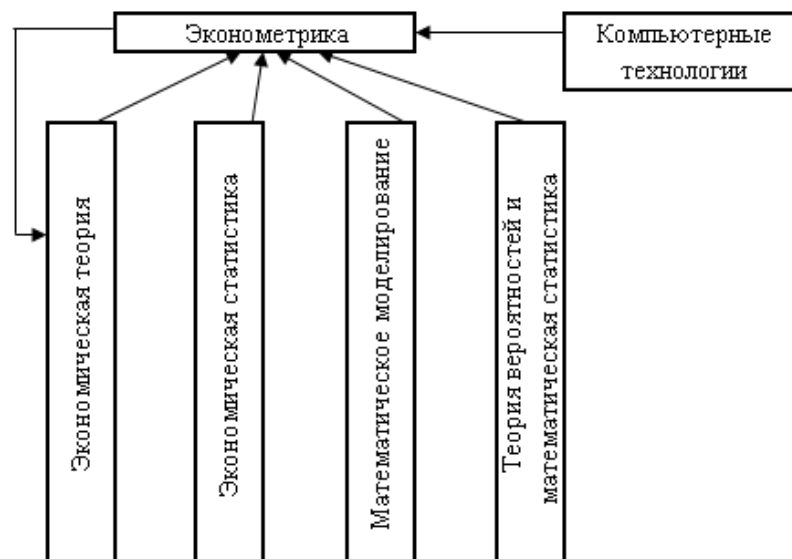 Эконометрика
Компьютерные
технологии
Экономическая теория
Экономическая статистика
Математическое моделирование
Теория вероятностей и
математическая статистика